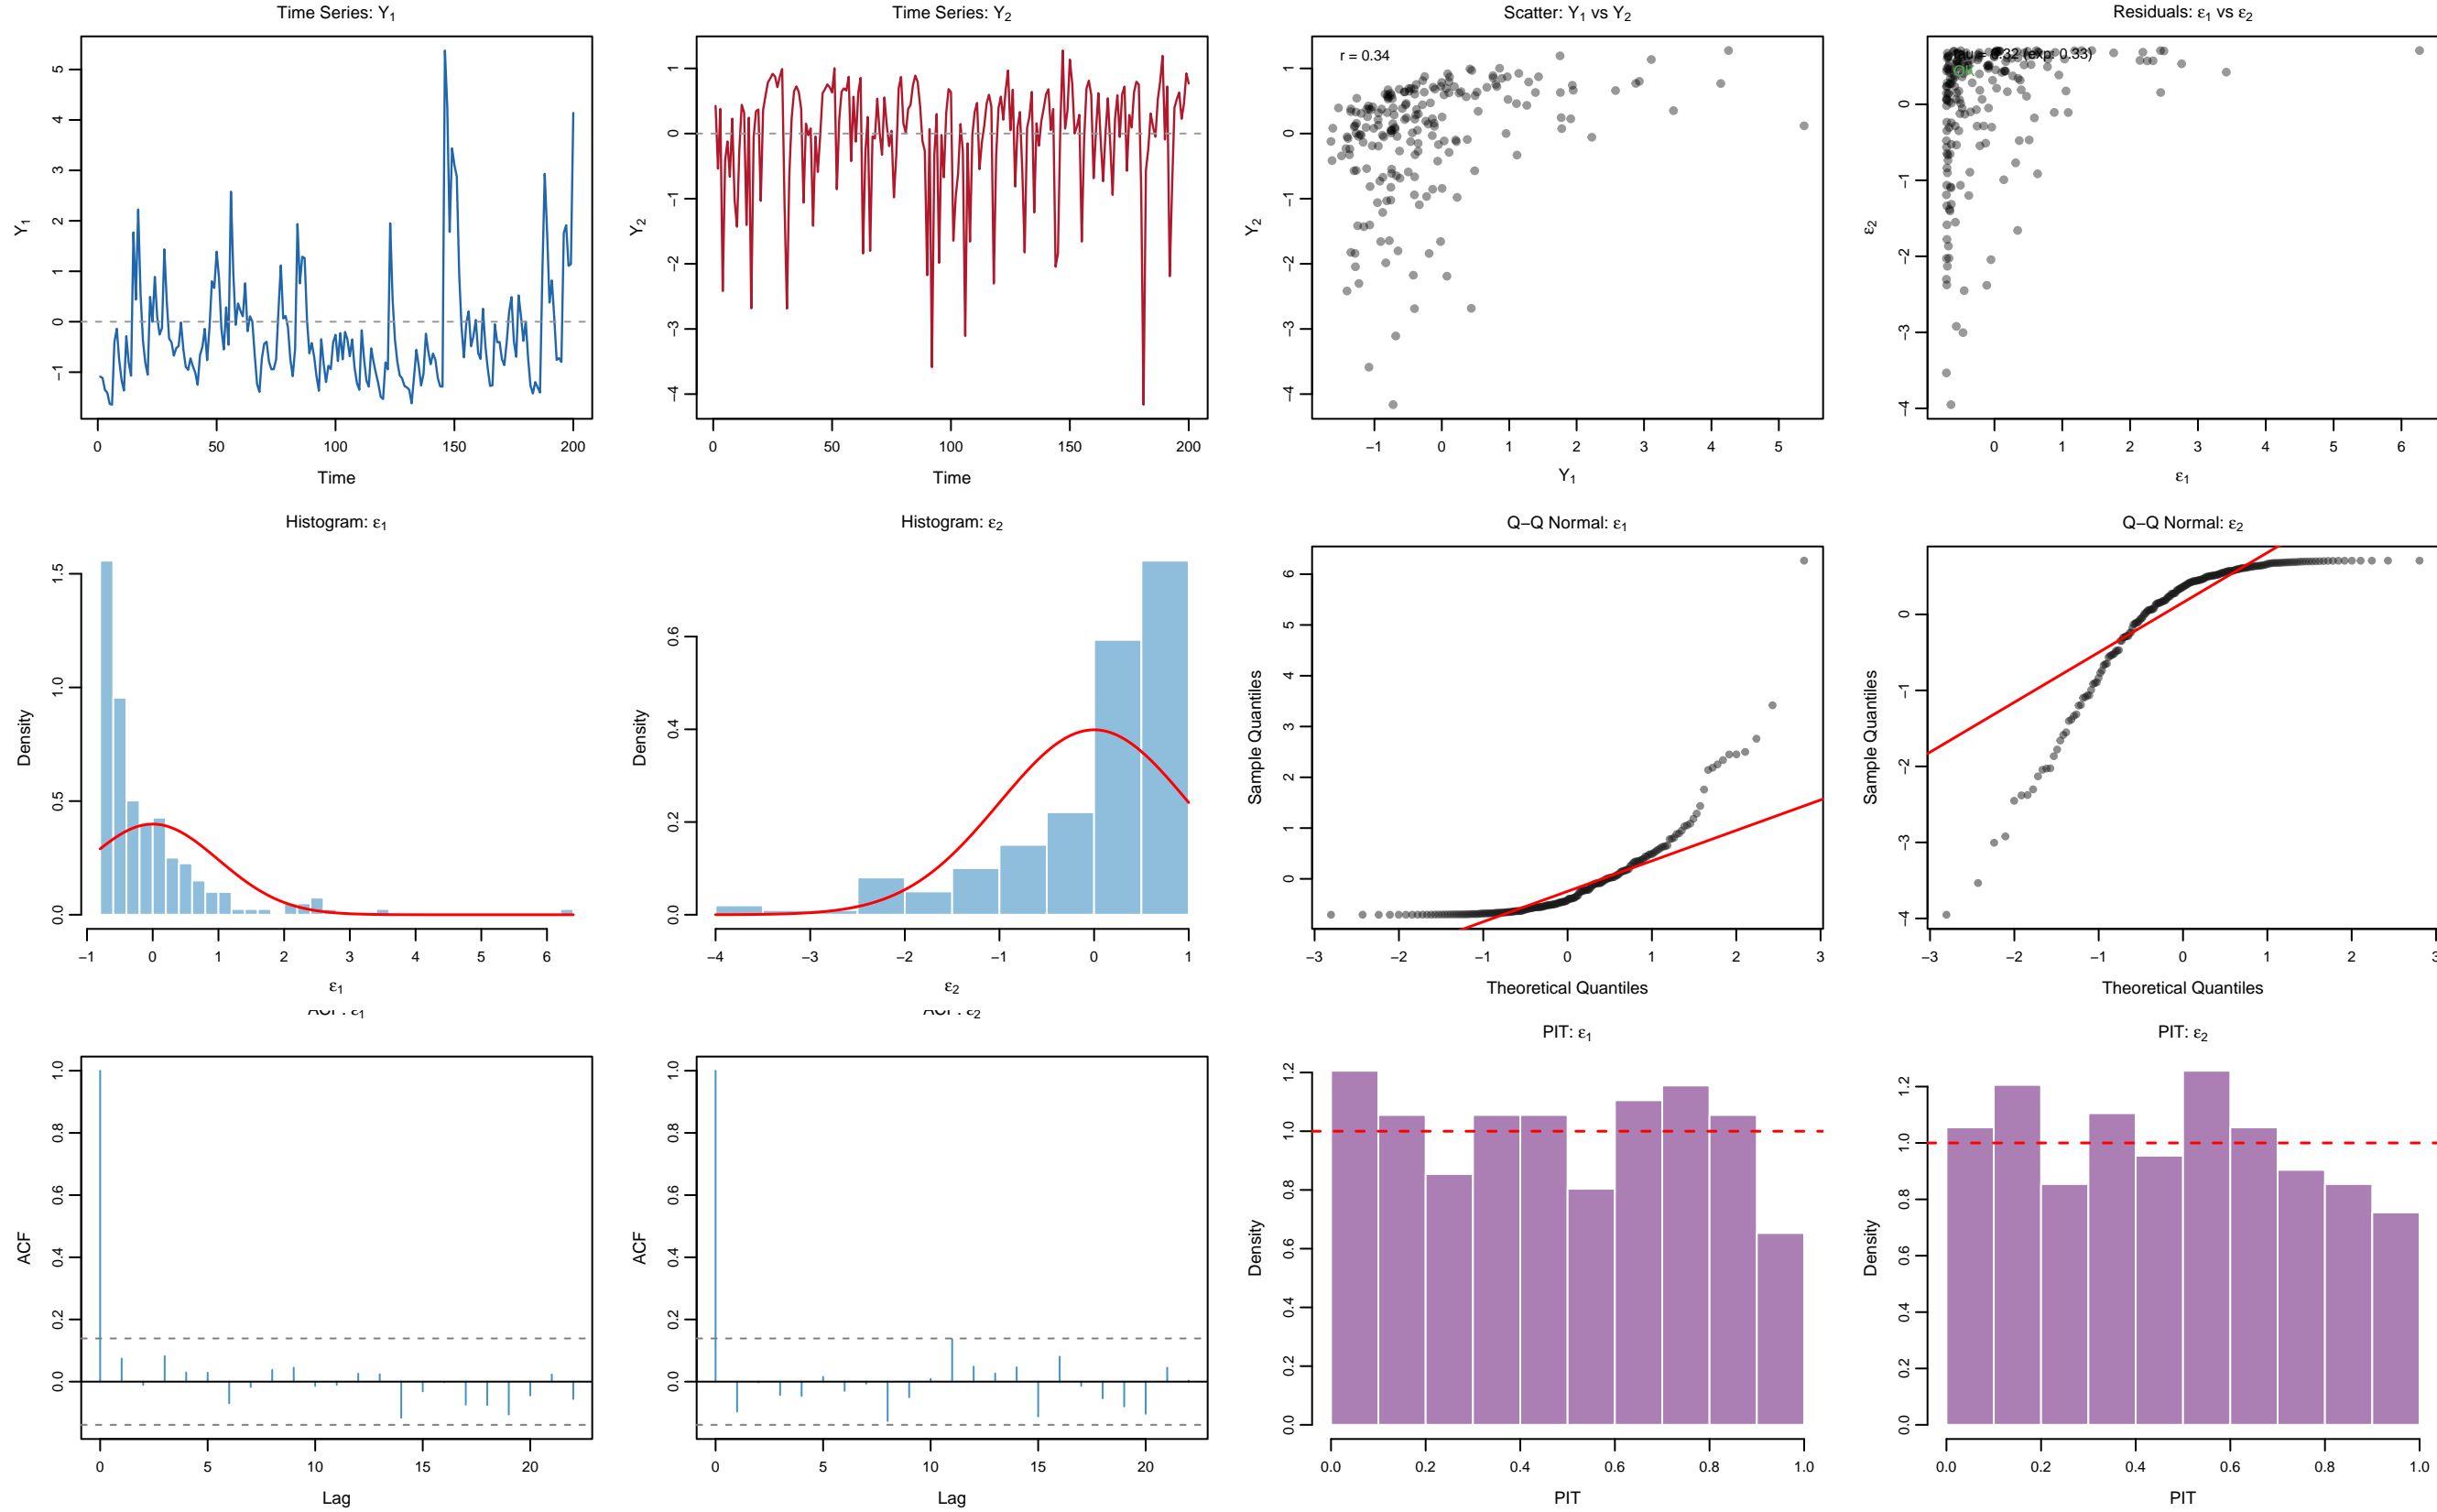 Time Series: Y₁
Y₁
5
4
3
2
1
0
−1
0 50 100 150 200
Time
Time Series: Y₂
Y₂
1
0
−1
−2
−3
−4
0 50 100 150 200
Time
Scatter: Y₁ vs Y₂
r = 0.34
Y₂
1
0
−1
−2
−3
−4
−1 0 1 2 3 4 5
Y₁
Residuals: ε₁ vs ε₂
0.32 (exp: 0.33)
ε₂
0
−1
−2
−3
−4
0 1 2 3 4 5 6
ε₁
Histogram: ε₁
Density
1.5
1.0
0.5
0.0
−1 0 1 2 3 4 5 6
ε₁
Histogram: ε₂
Density
0.6
0.4
0.2
0.0
−4 −3 −2 −1 0 1
ε₂
Q−Q Normal: ε₁
Sample Quantiles
6
5
4
3
2
1
0
−3 −2 −1 0 1 2 3
Theoretical Quantiles
Q−Q Normal: ε₂
Sample Quantiles
0
−1
−2
−3
−4
−3 −2 −1 0 1 2 3
Theoretical Quantiles
ACF: ε₁
ACF
1.0
0.8
0.6
0.4
0.2
0.0
0 5 10 15 20
Lag
ACF: ε₂
ACF
1.0
0.8
0.6
0.4
0.2
0.0
0 5 10 15 20
Lag
PIT: ε₁
Density
1.2
1.0
0.8
0.6
0.4
0.2
0.0
0.0 0.2 0.4 0.6 0.8 1.0
PIT
PIT: ε₂
Density
1.2
1.0
0.8
0.6
0.4
0.2
0.0
0.0 0.2 0.4 0.6 0.8 1.0
PIT